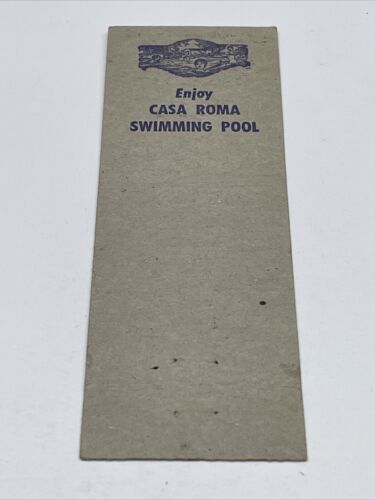 Enjoy
CASA ROMA
SWIMMING POOL